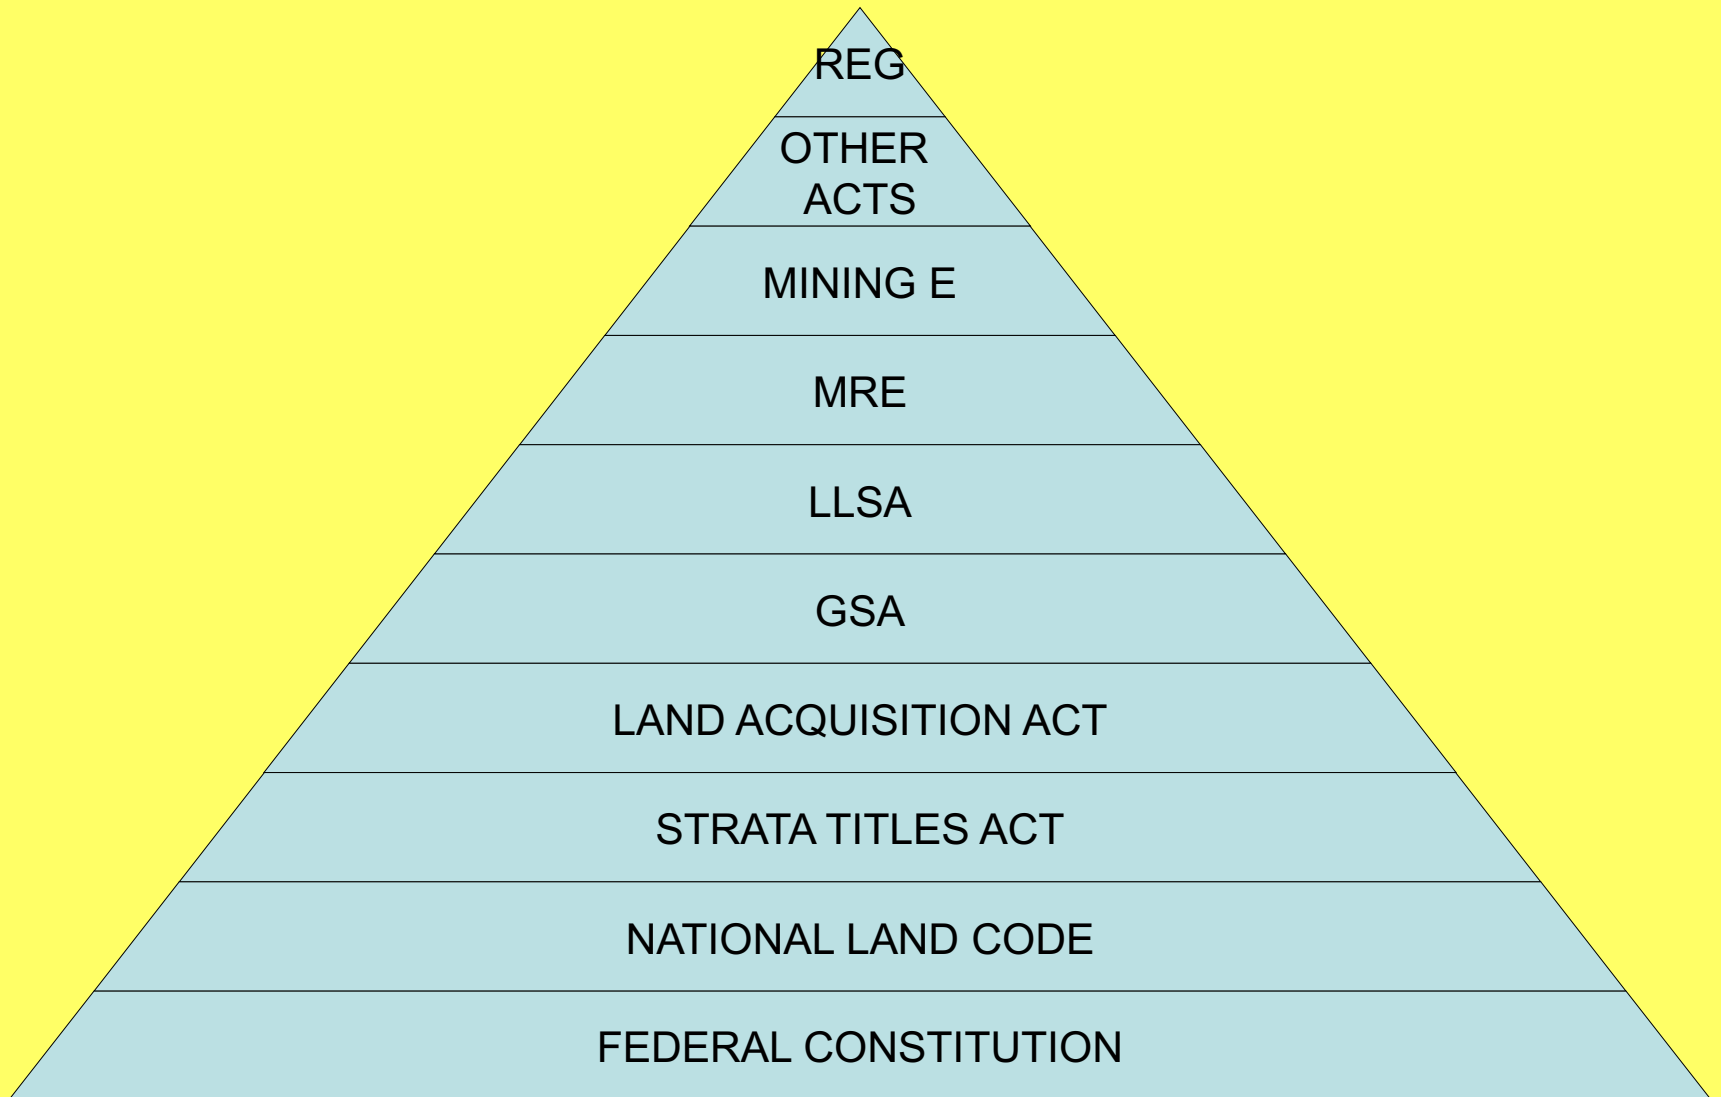 REG
OTHER
ACTS
MINING E
MRE
LLSA
GSA
LAND ACQUISITION ACT
STRATA TITLES ACT
NATIONAL LAND CODE
FEDERAL CONSTITUTION